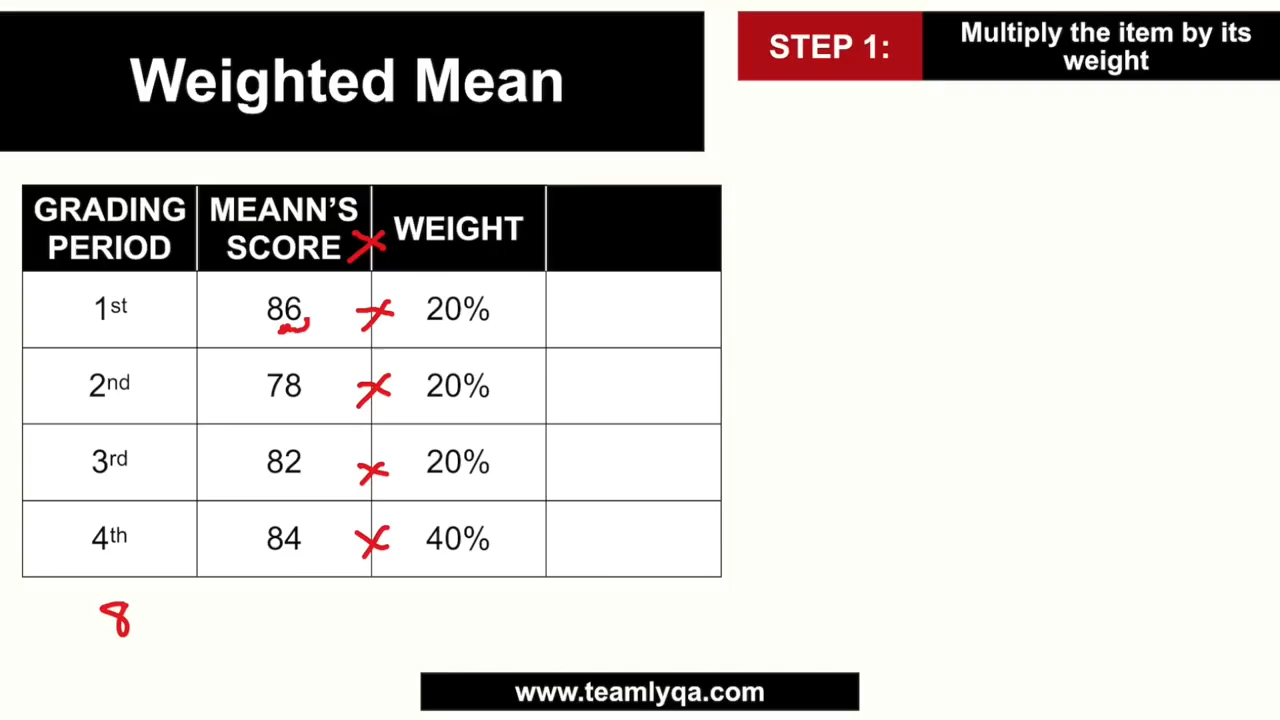 Weighted Mean
STEP 1:
Multiply the item by its
weight
GRADING
PERIOD
MEANN'S
SCORE ×
WEIGHT
1st 86 × 20%
2nd 78 × 20%
3rd 82 × 20%
4th 84 × 40%
8
www.teamlyqa.com